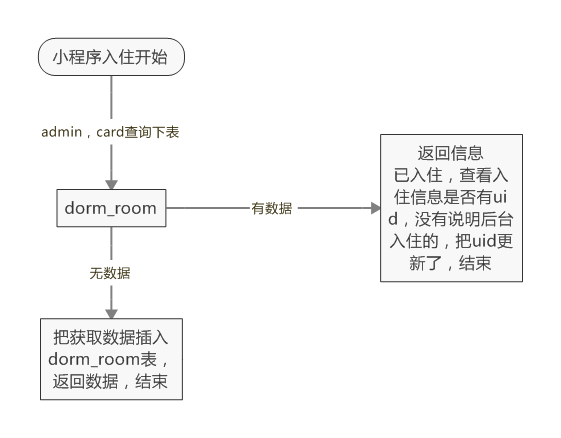 小程序入住开始
admin，card查询下表
返回信息
已入住，查看入
住信息是否有ui
d，没有说明后台
入住的，把uid更
新了，结束
dorm_room
有数据
无数据
把获取数据插入
dorm_room表，
返回数据，结束